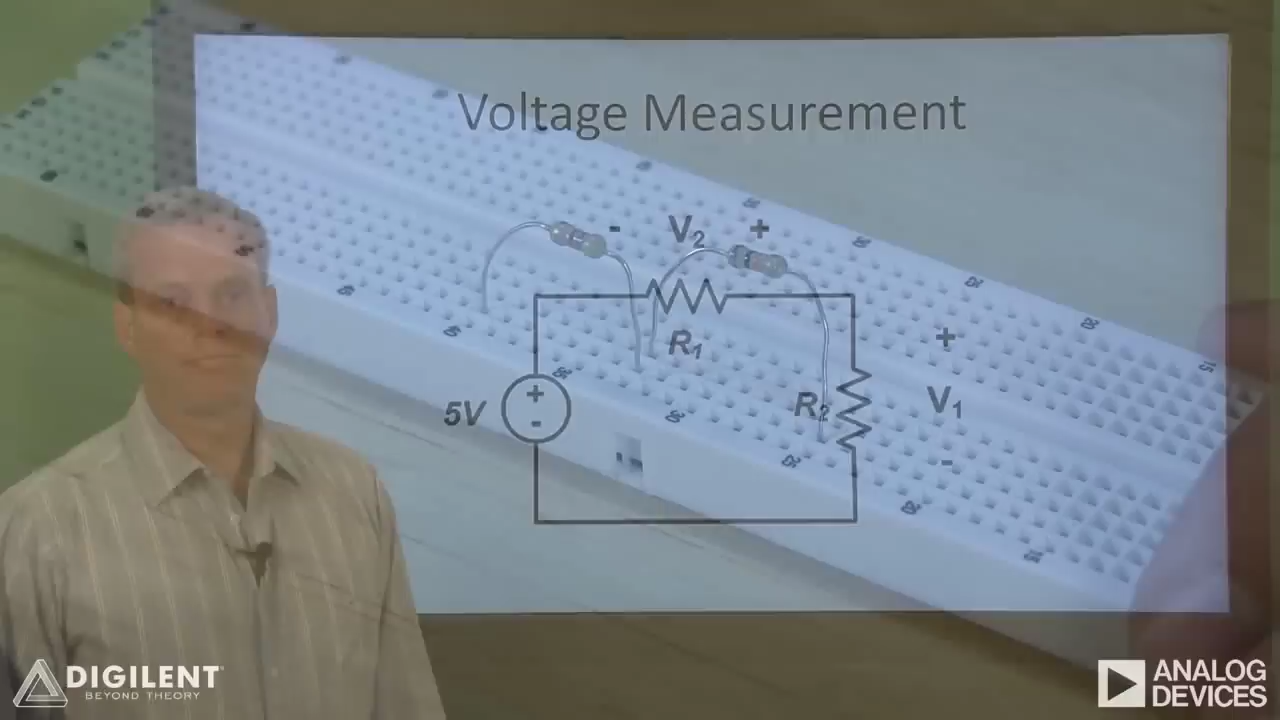 Voltage Measurement
- V2 +
R1
+
5V + R2 V1
-
-
DIGILENT
BEYOND THEORY
ANALOG
DEVICES